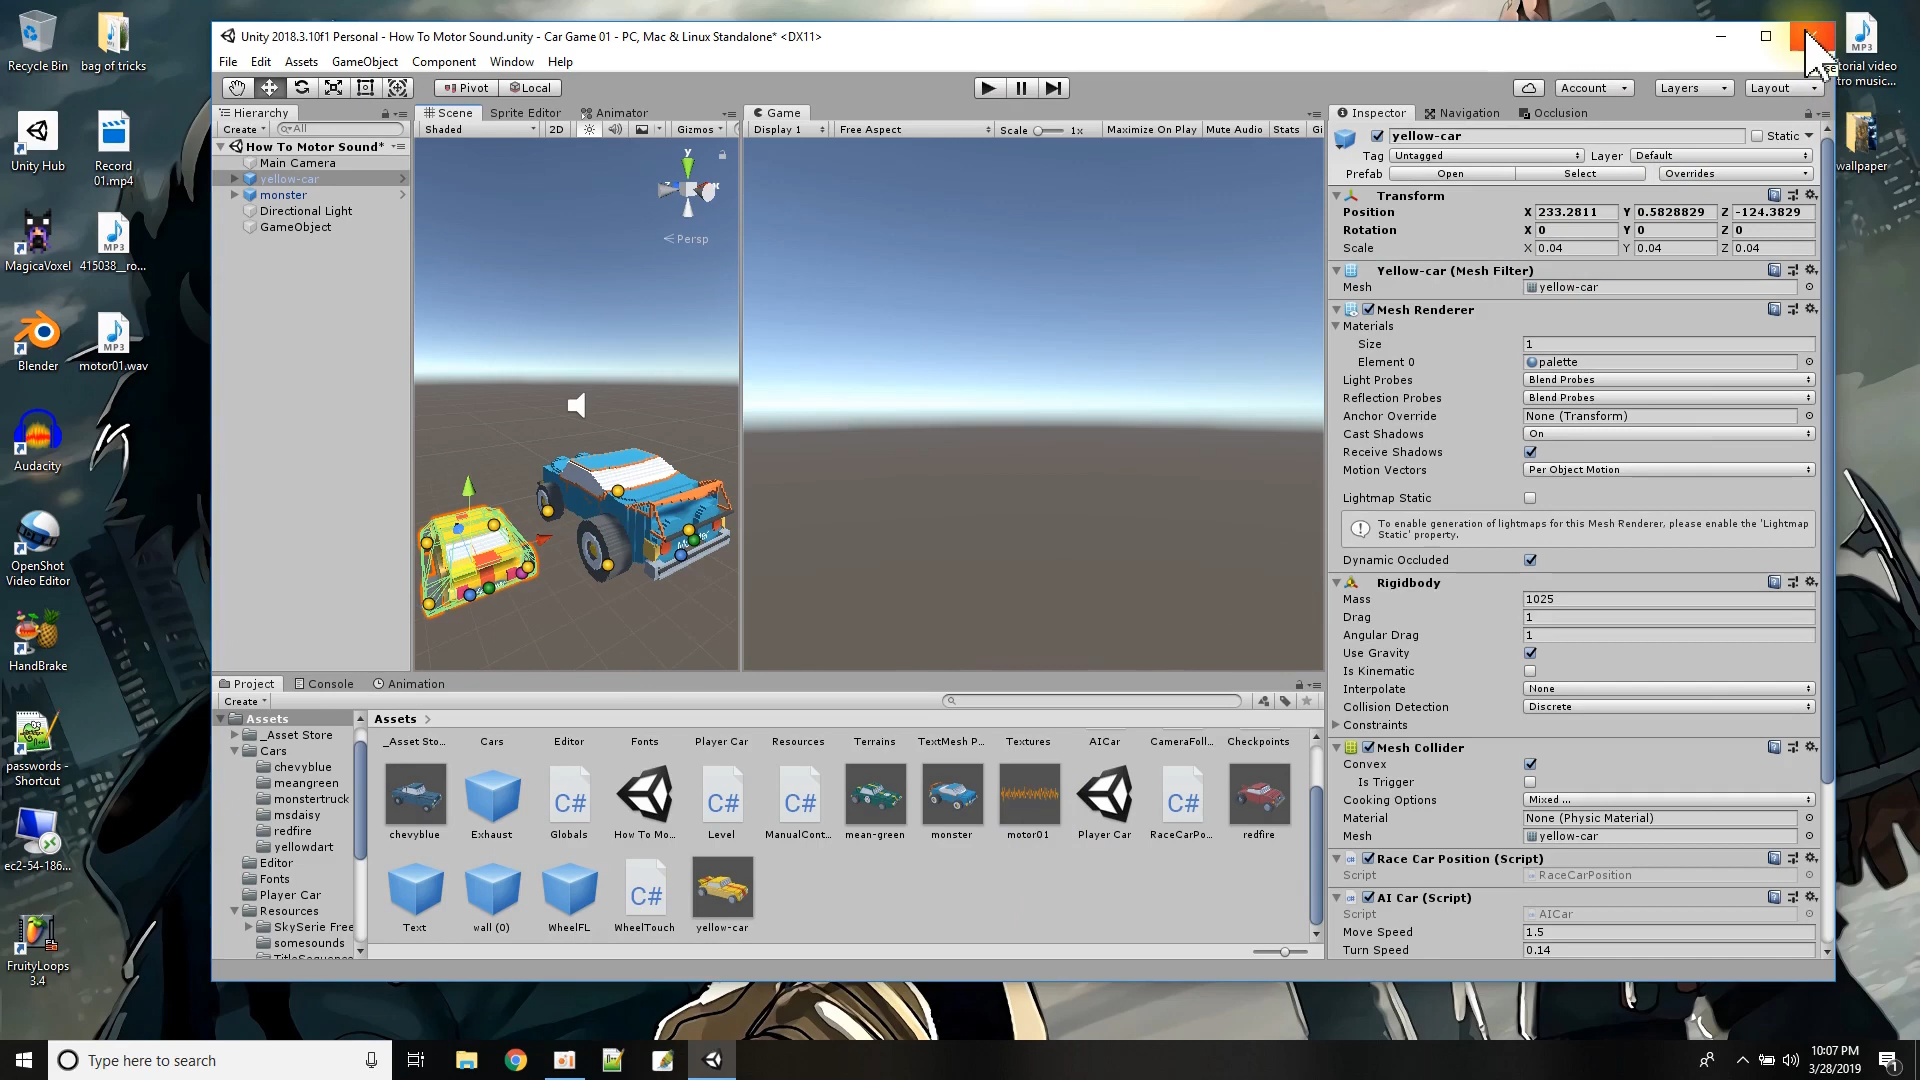 Recycle Bin
bag of tricks
Unity Hub
Record 01.mp4
MagicaVoxel
415038__ro...
Blender
motor01.wav
Audacity
OpenShot Video Editor
HandBrake
passwords - Shortcut
ec2-54-186...
FruityLoops 3.4
wallpaper
Unity 2018.3.10f1 Personal - How To Motor Sound.unity - Car Game 01 - PC, Mac & Linux Standalone* <DX11>
File Edit Assets GameObject Component Window Help
Pivot Local
Account Layers Layout
Hierarchy
Create All
How To Motor Sound*
Main Camera
yellow-car
monster
Directional Light
GameObject
Scene Sprite Editor Animator
Shaded 2D Gizmos
y
Persp
Game
Display 1 Free Aspect Scale 1x Maximize On Play Mute Audio Stats Gi
Inspector Navigation Occlusion
yellow-car Static
Tag Untagged Layer Default
Prefab Open Select Overrides
Transform
Position X 233.2811 Y 0.5828829 Z -124.3829
Rotation X 0 Y 0 Z 0
Scale X 0.04 Y 0.04 Z 0.04
Yellow-car (Mesh Filter)
Mesh yellow-car
Mesh Renderer
Materials
Size 1
Element 0 palette
Light Probes Blend Probes
Reflection Probes Blend Probes
Anchor Override None (Transform)
Cast Shadows On
Receive Shadows
Motion Vectors Per Object Motion
Lightmap Static
To enable generation of lightmaps for this Mesh Renderer, please enable the 'Lightmap
Static' property.
Dynamic Occluded
Rigidbody
Mass 1025
Drag 1
Angular Drag 1
Use Gravity
Is Kinematic
Interpolate None
Collision Detection Discrete
Constraints
Mesh Collider
Convex
Is Trigger
Cooking Options Mixed ...
Material None (Physic Material)
Mesh yellow-car
Race Car Position (Script)
Script RaceCarPosition
AI Car (Script)
Script AICar
Move Speed 1.5
Turn Speed 0.14
Project Console Animation
Create
Assets
_Asset Store
Cars
chevyblue
meangreen
monstertruck
msdaisy
redfire
yellowdart
Editor
Fonts
Player Car
Resources
SkySerie Free
somesounds
Assets
_Asset Sto... Cars Editor Fonts Player Car Resources Terrains TextMesh P... Textures AICar CameraFoll... Checkpoints
C# C# C# C#
chevyblue Exhaust Globals How To Mo... Level ManualCont... mean-green monster motor01 Player Car RaceCarPo... redfire
C#
Text wall (0) WheelFL WheelTouch yellow-car
Type here to search
10:07 PM
3/28/2019
1